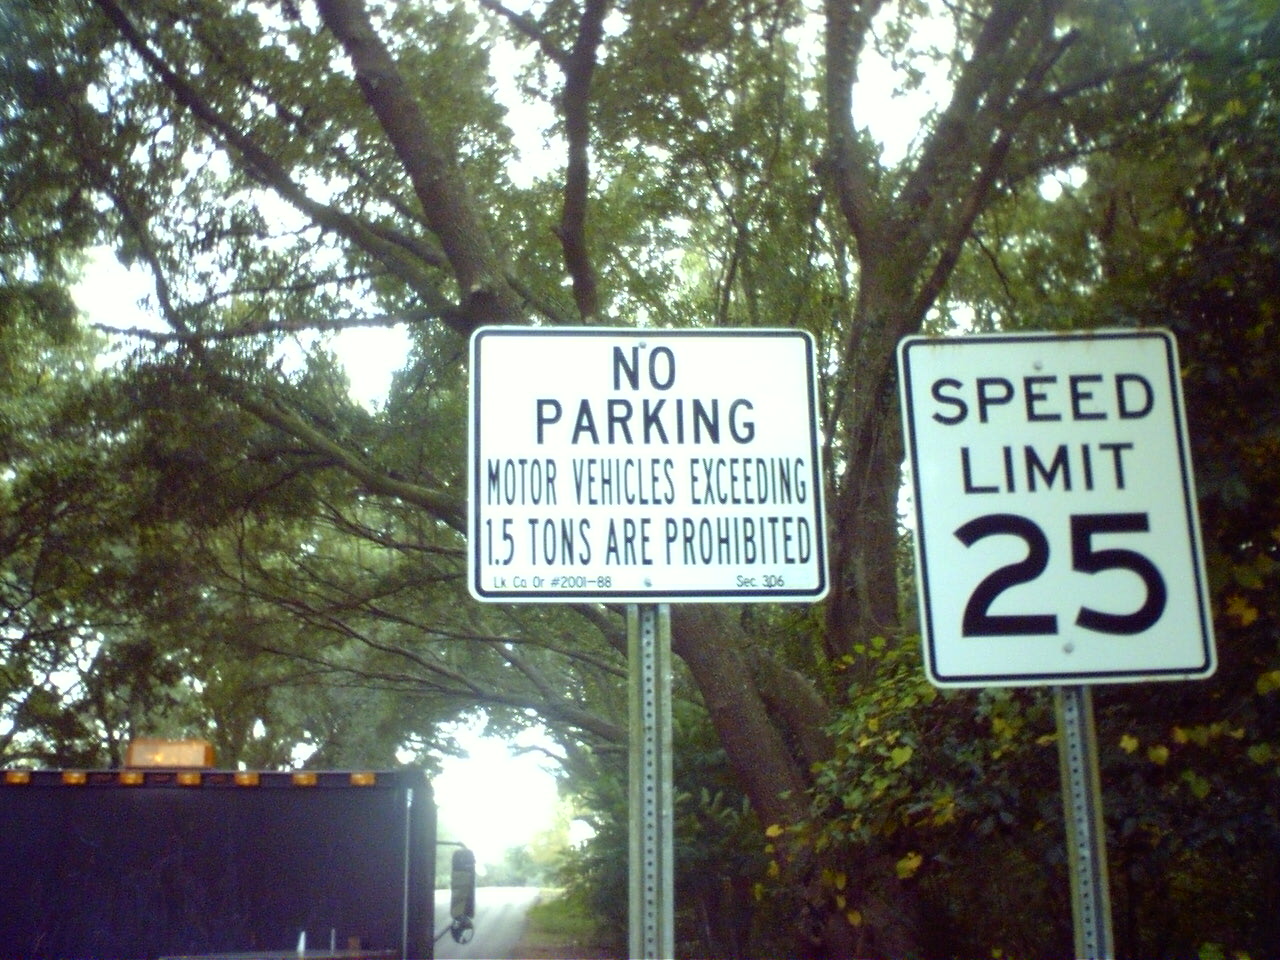 NO
PARKING
MOTOR VEHICLES EXCEEDING
1.5 TONS ARE PROHIBITED
Lk Co Or #2001-88 Sec. 306
SPEED
LIMIT
25